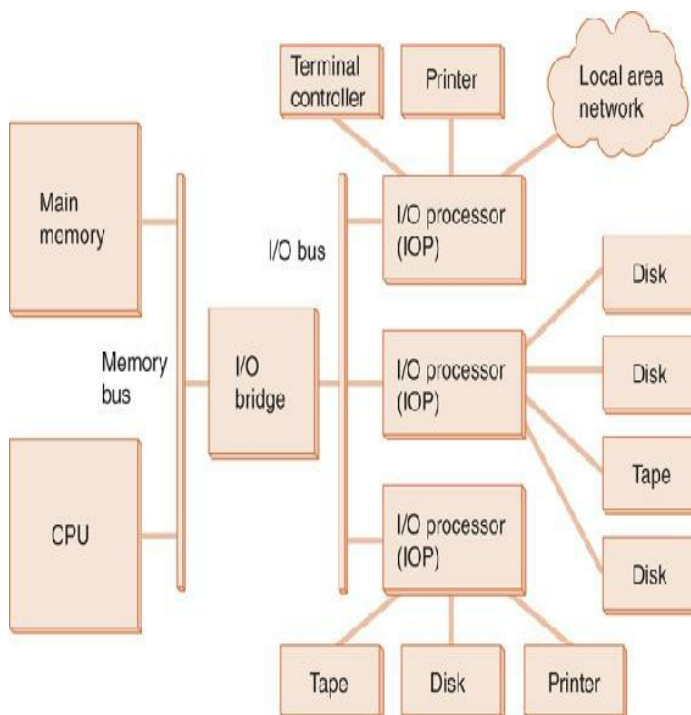 Terminal
controller
Printer
Local area
network
Main
memory
I/O processor
(IOP)
I/O bus
Disk
Memory
bus
I/O
bridge
I/O processor
(IOP)
Disk
Tape
CPU
I/O processor
(IOP)
Disk
Tape
Disk
Printer